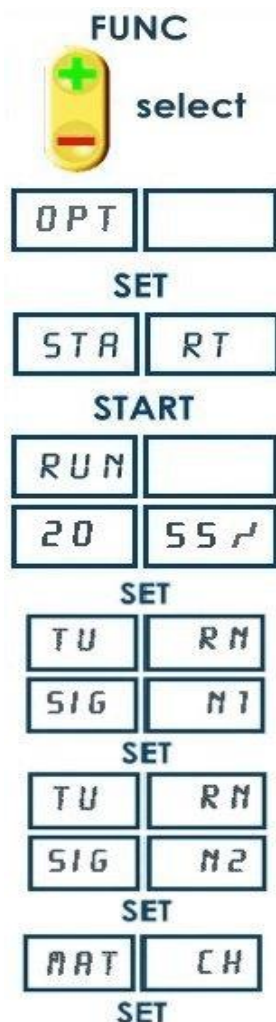 FUNC
+
-
select
OPT
SET
STA RT
START
RUN
20 55
SET
TU RN
SIG N1
SET
TU RN
SIG N2
SET
MAT CH
SET